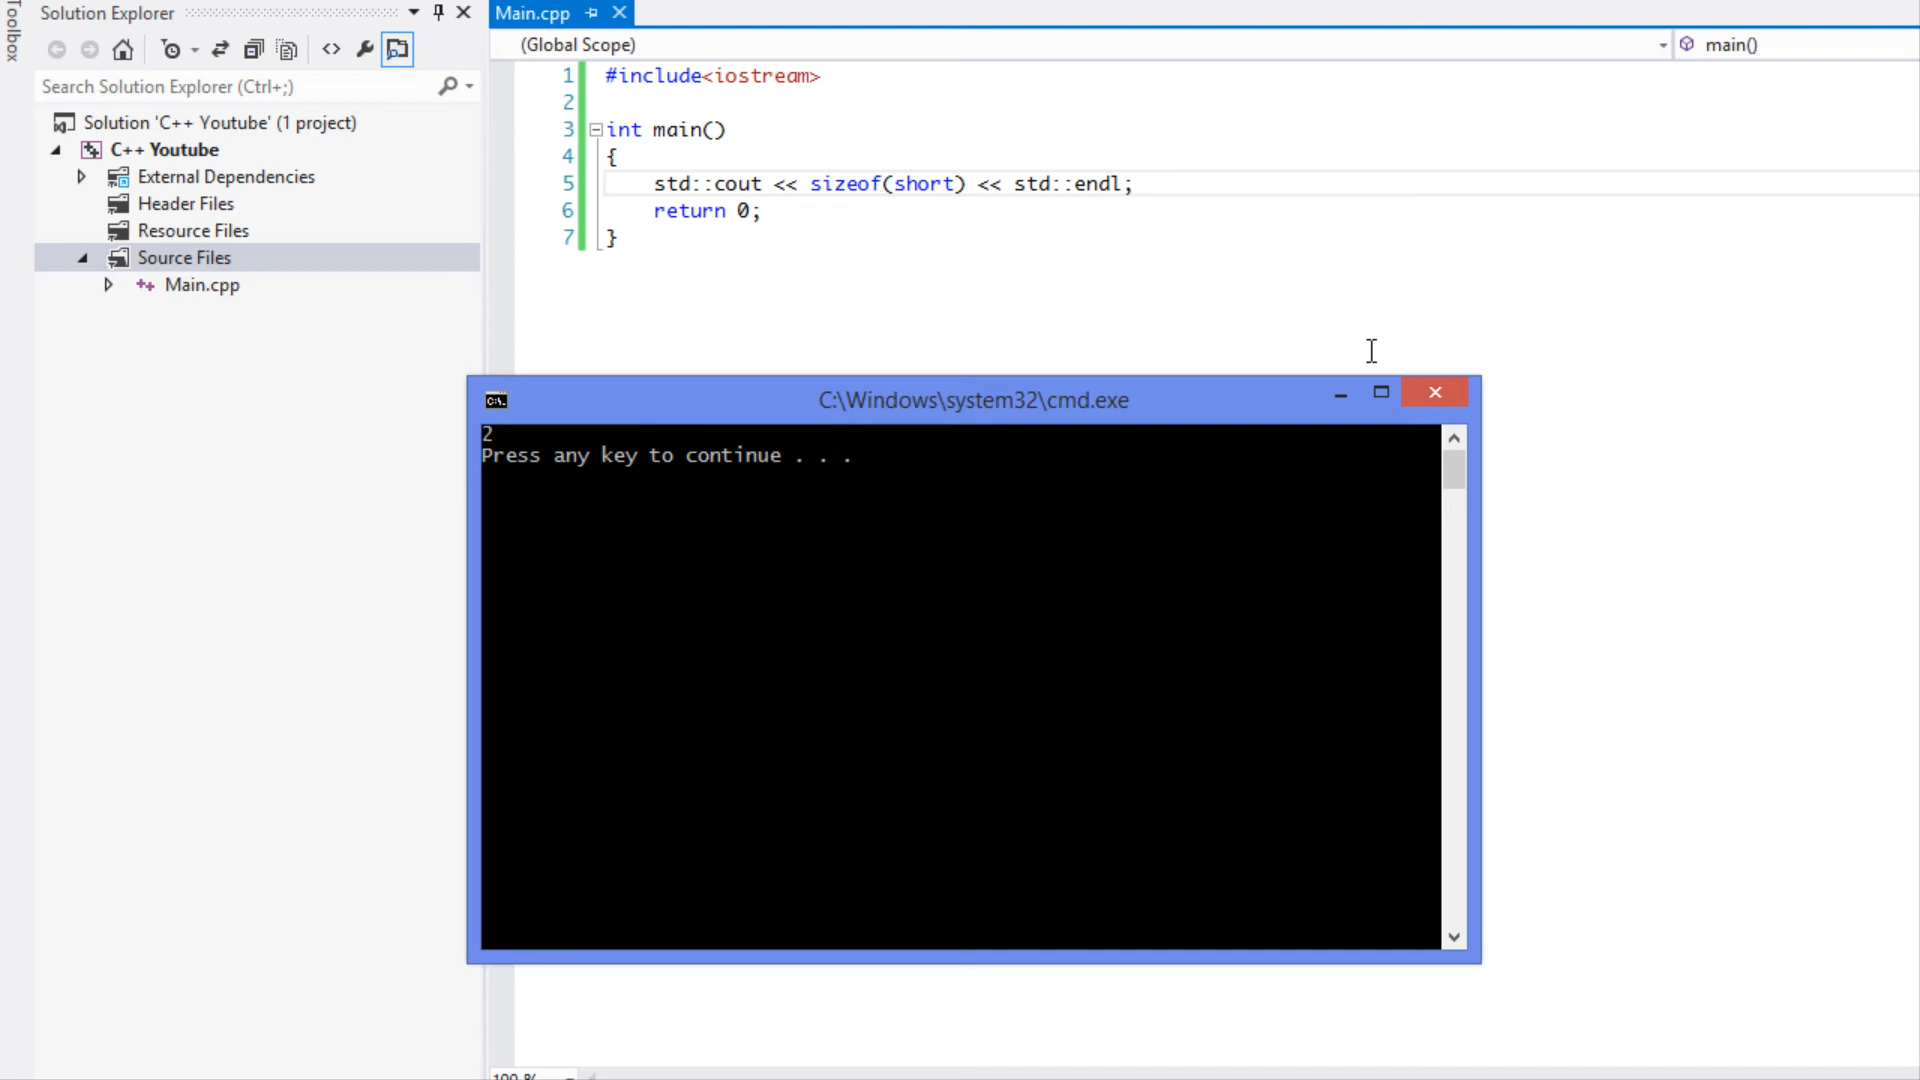 Toolbox
Solution Explorer
Search Solution Explorer (Ctrl+;)
Solution 'C++ Youtube' (1 project)
C++ Youtube
External Dependencies
Header Files
Resource Files
Source Files
Main.cpp
Main.cpp
(Global Scope)
main()
1 #include<iostream>
2
3 int main()
4 {
5 std::cout << sizeof(short) << std::endl;
6 return 0;
7 }
C:\Windows\system32\cmd.exe
2
Press any key to continue . . .
100 %